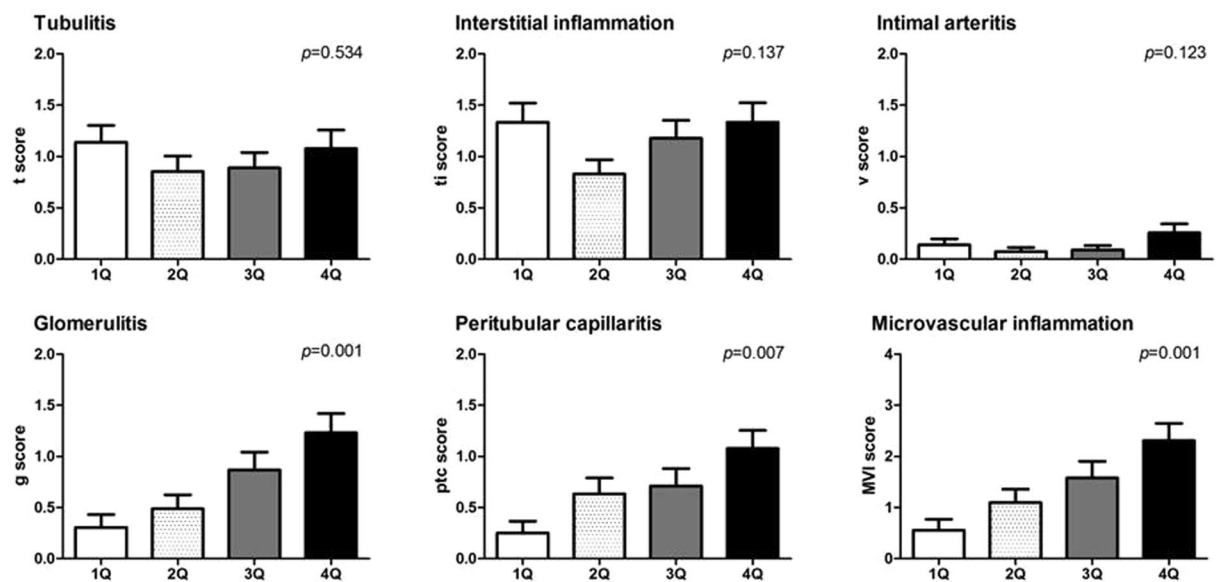 Tubulitis
p=0.534
t score
2.0
1.5
1.0
0.5
0.0
1Q 2Q 3Q 4Q
Interstitial inflammation
p=0.137
ti score
2.0
1.5
1.0
0.5
0.0
1Q 2Q 3Q 4Q
Intimal arteritis
p=0.123
v score
2.0
1.5
1.0
0.5
0.0
1Q 2Q 3Q 4Q
Glomerulitis
p=0.001
g score
2.0
1.5
1.0
0.5
0.0
1Q 2Q 3Q 4Q
Peritubular capillaritis
p=0.007
ptc score
2.0
1.5
1.0
0.5
0.0
1Q 2Q 3Q 4Q
Microvascular inflammation
p=0.001
MVI score
4
3
2
1
0
1Q 2Q 3Q 4Q